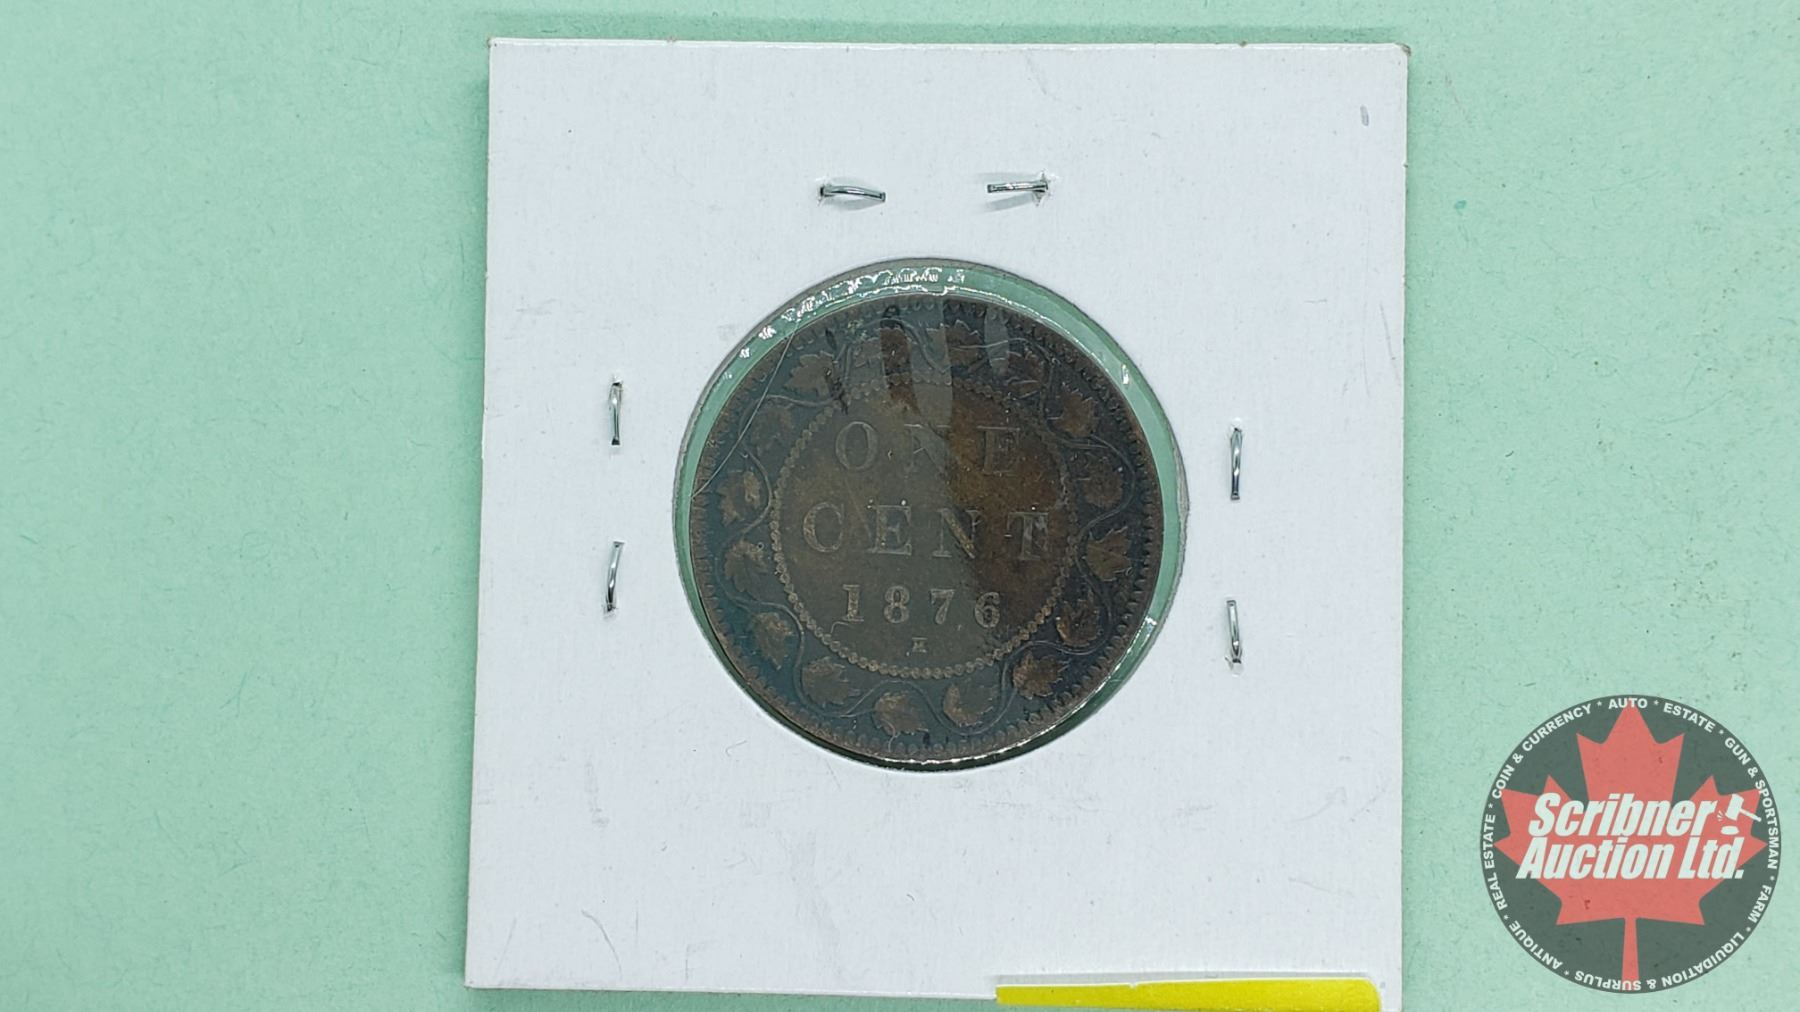 ONE
CENT
1876
H
Scribner
Auction Ltd.
REAL ESTATE * COIN & CURRENCY * AUTO * ESTATE * GUN & SPORTSMAN * FARM * LIQUIDATION & SURPLUS * ANTIQUE *